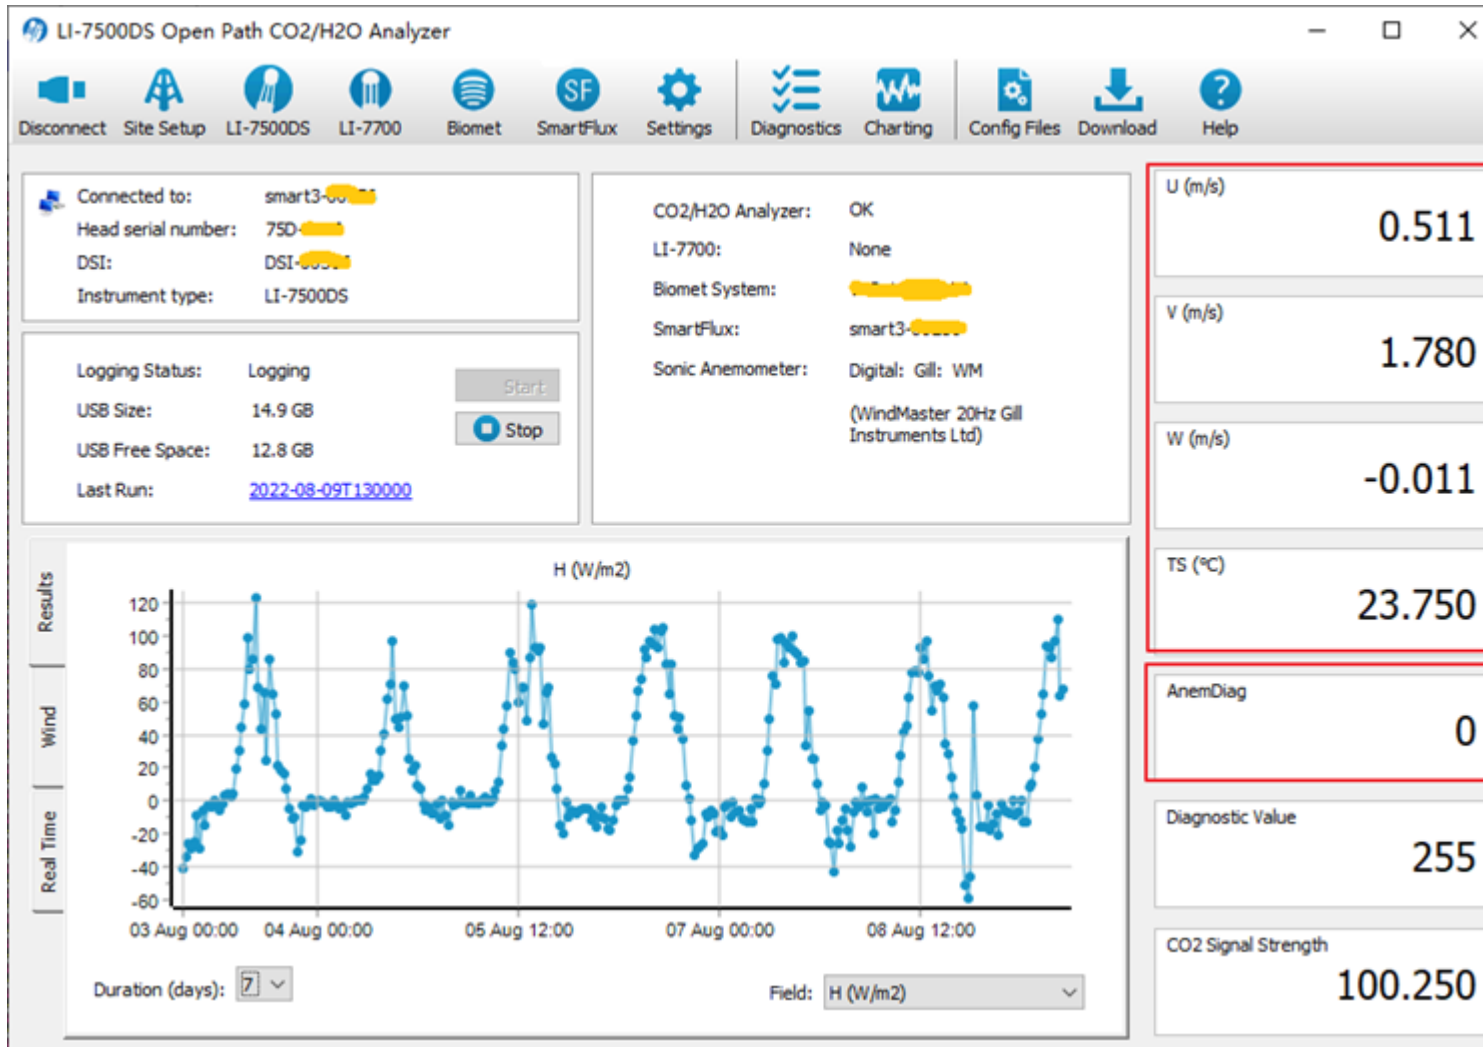 LI-7500DS Open Path CO2/H2O Analyzer
Disconnect Site Setup LI-7500DS LI-7700 Biomet SmartFlux Settings Diagnostics Charting Config Files Download Help
SF
Connected to: smart3-
Head serial number: 75D-
DSI: DSI-
Instrument type: LI-7500DS
Logging Status: Logging
USB Size: 14.9 GB
USB Free Space: 12.8 GB
Last Run: 2022-08-09T130000
Start
Stop
CO2/H2O Analyzer: OK
LI-7700: None
Biomet System:
SmartFlux: smart3-
Sonic Anemometer: Digital: Gill: WM
(WindMaster 20Hz Gill
Instruments Ltd)
U (m/s)
0.511
V (m/s)
1.780
W (m/s)
-0.011
TS (ºC)
23.750
AnemDiag
0
Diagnostic Value
255
CO2 Signal Strength
100.250
Results
Wind
Real Time
H (W/m2)
120
100
80
60
40
20
0
-20
-40
-60
03 Aug 00:00 04 Aug 00:00 05 Aug 12:00 07 Aug 00:00 08 Aug 12:00
Duration (days): 7
Field: H (W/m2)